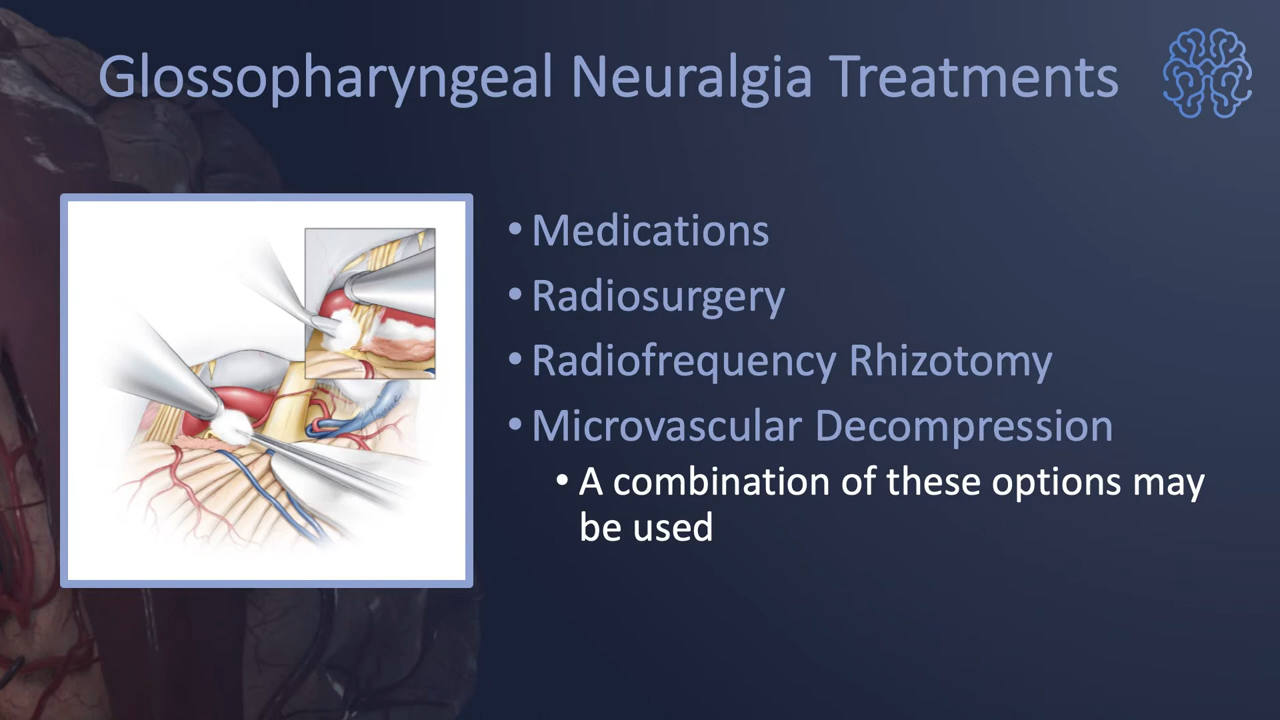 Glossopharyngeal Neuralgia Treatments
• Medications
• Radiosurgery
• Radiofrequency Rhizotomy
• Microvascular Decompression
• A combination of these options may
be used